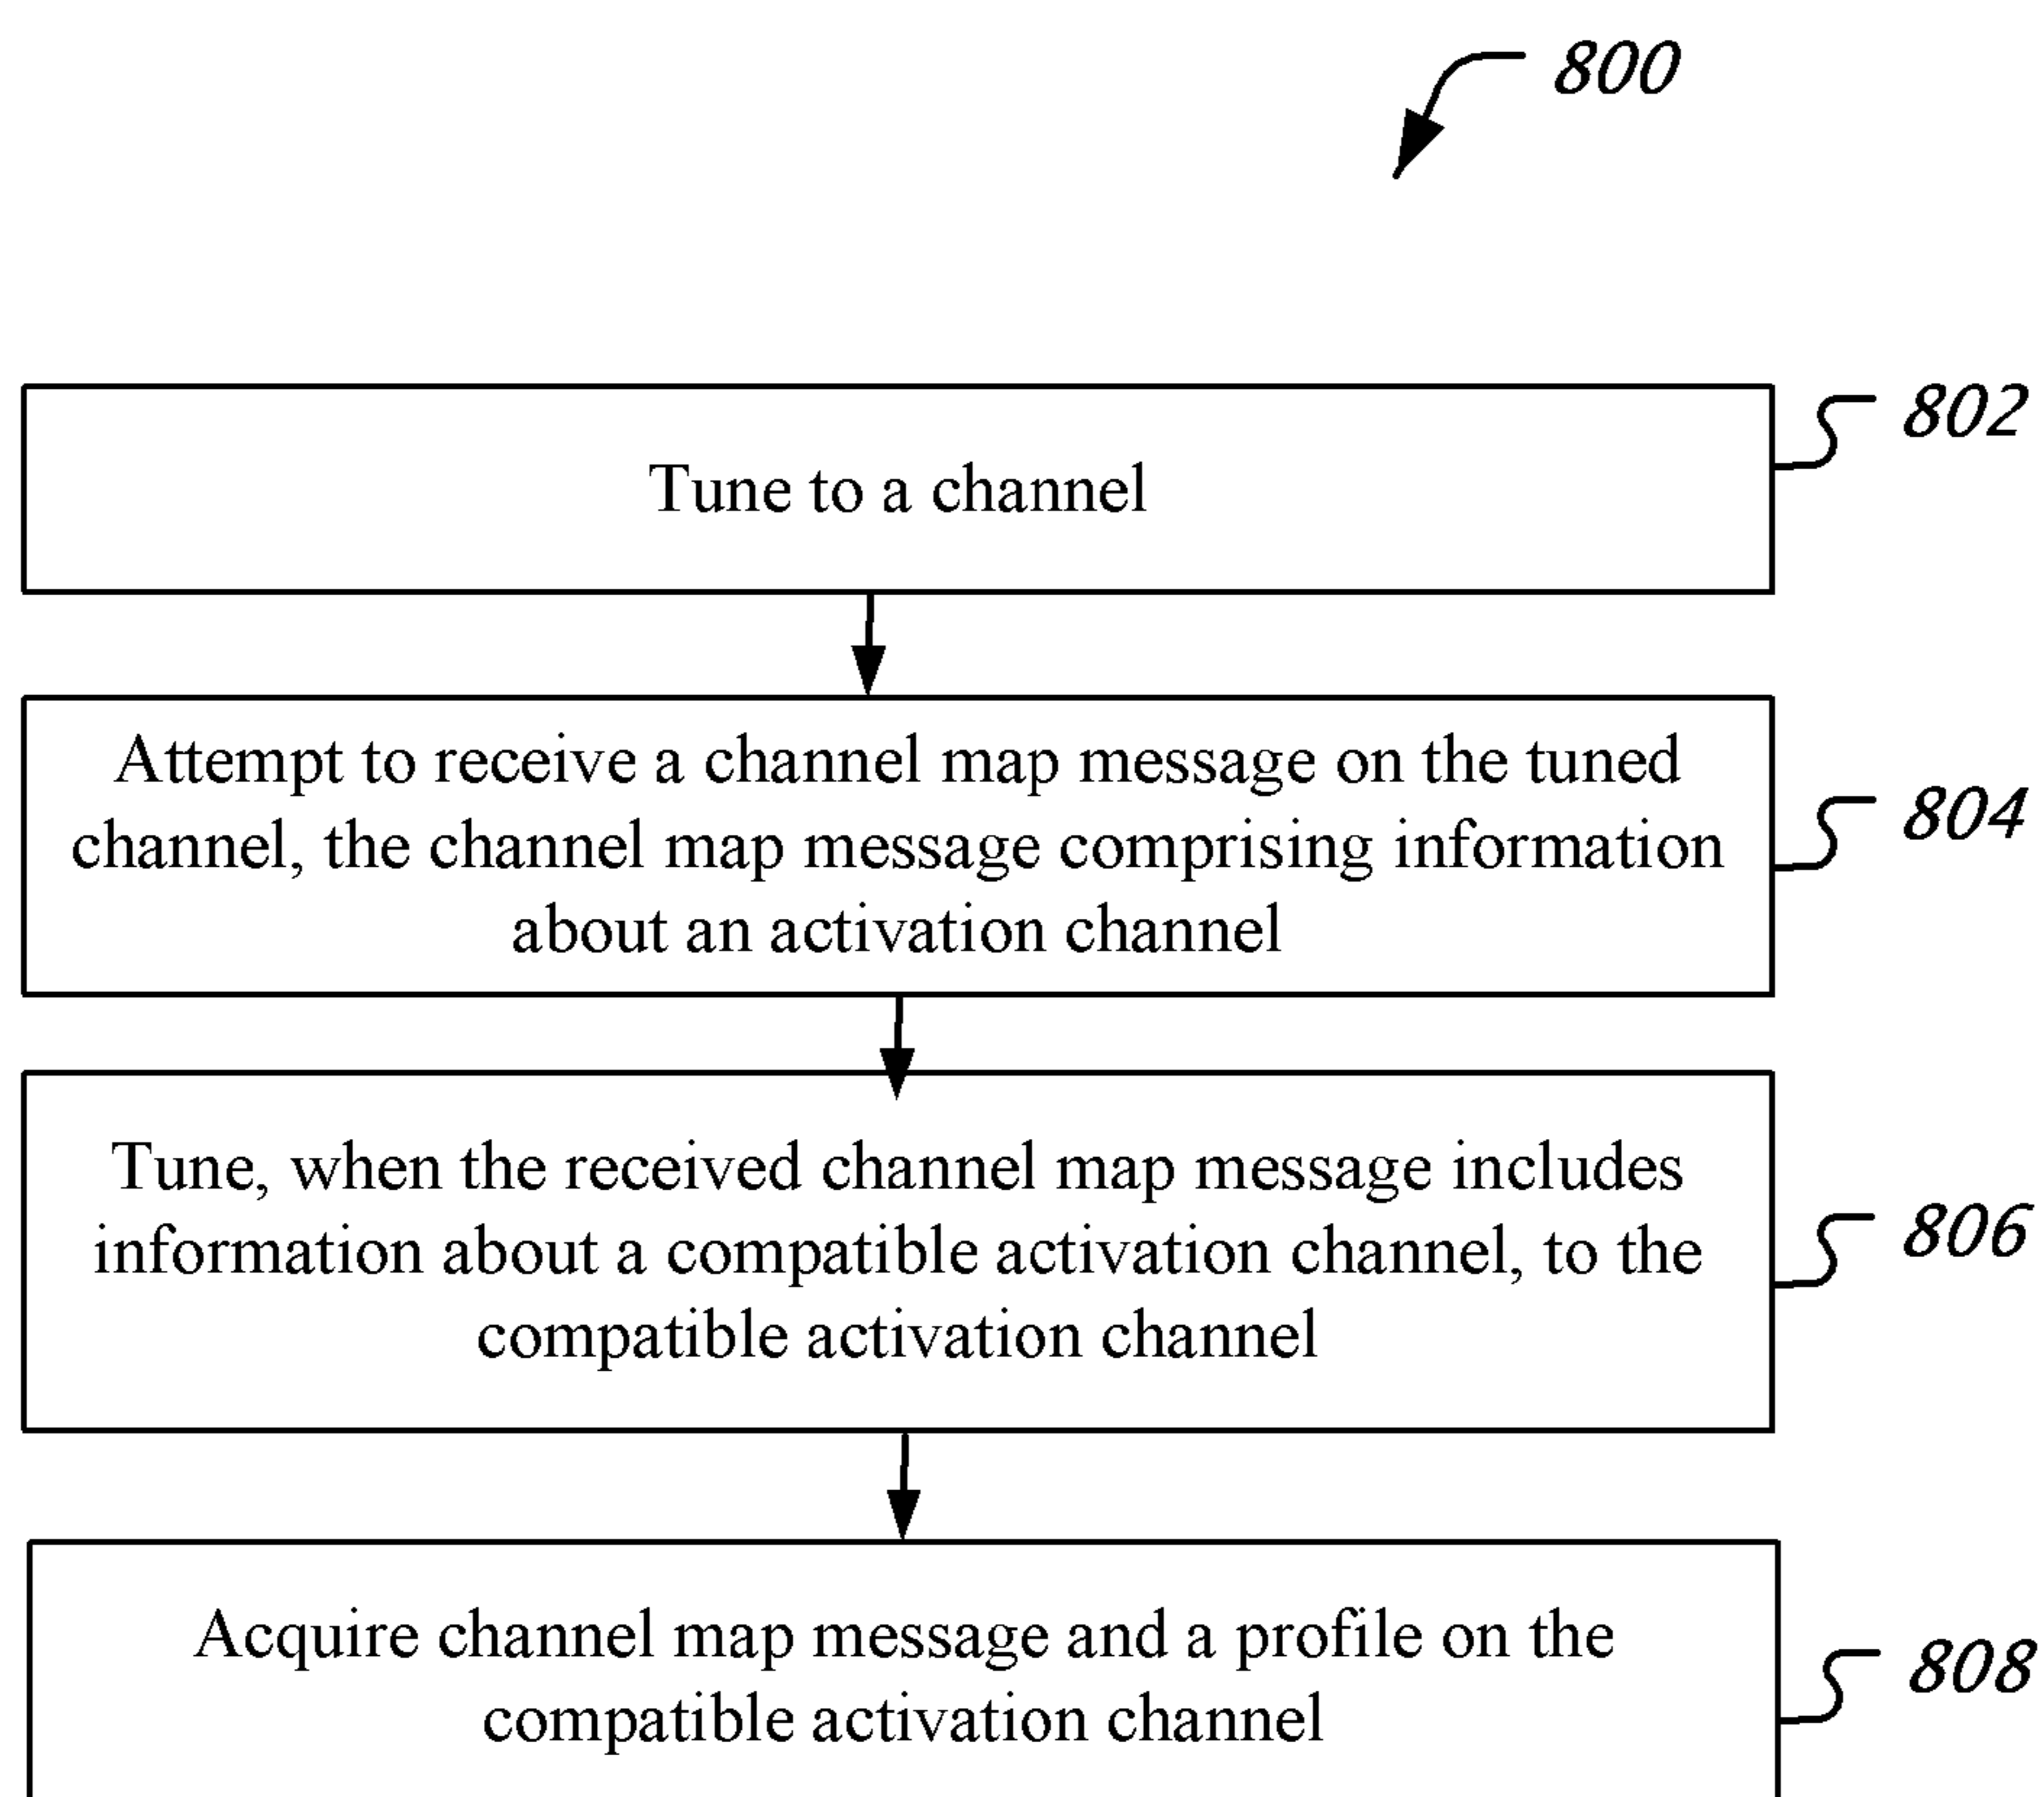 800
802
Tune to a channel
Attempt to receive a channel map message on the tuned
channel, the channel map message comprising information
about an activation channel
804
Tune, when the received channel map message includes
information about a compatible activation channel, to the
compatible activation channel
806
Acquire channel map message and a profile on the
compatible activation channel
808